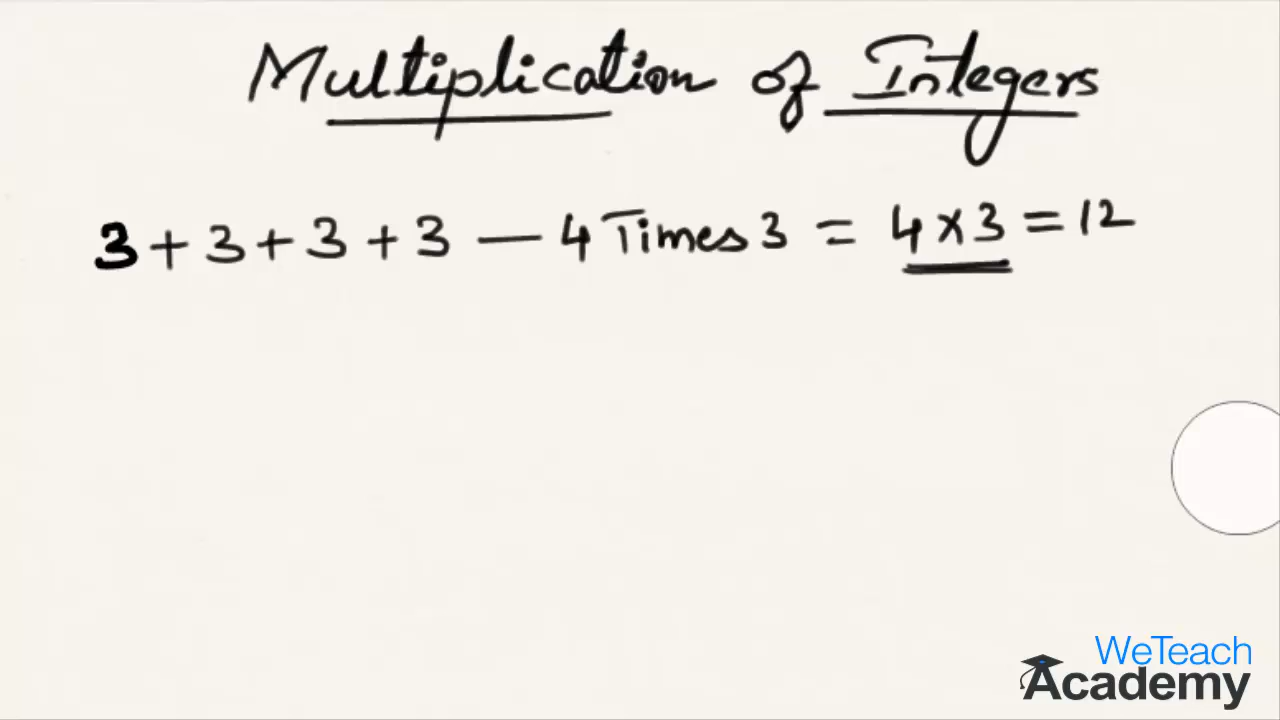 Multiplication of Integers
3 + 3 + 3 + 3 — 4 Times 3 = 4 × 3 = 12
WeTeach
Academy